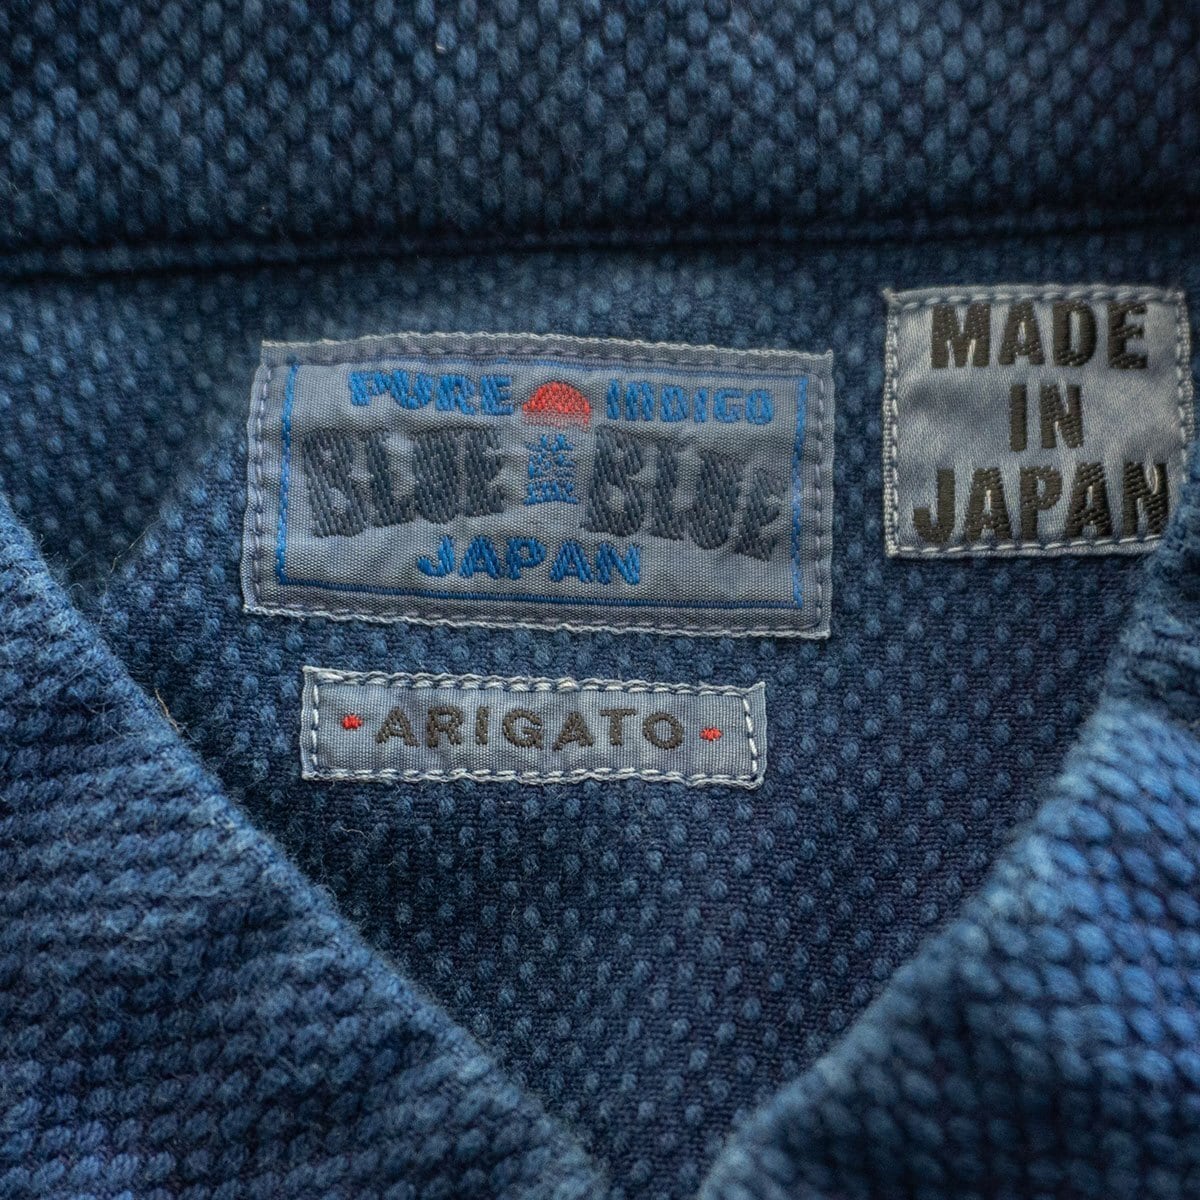 PURE INDIGO
BLUE BLUE
JAPAN
MADE
IN
JAPAN
ARIGATO